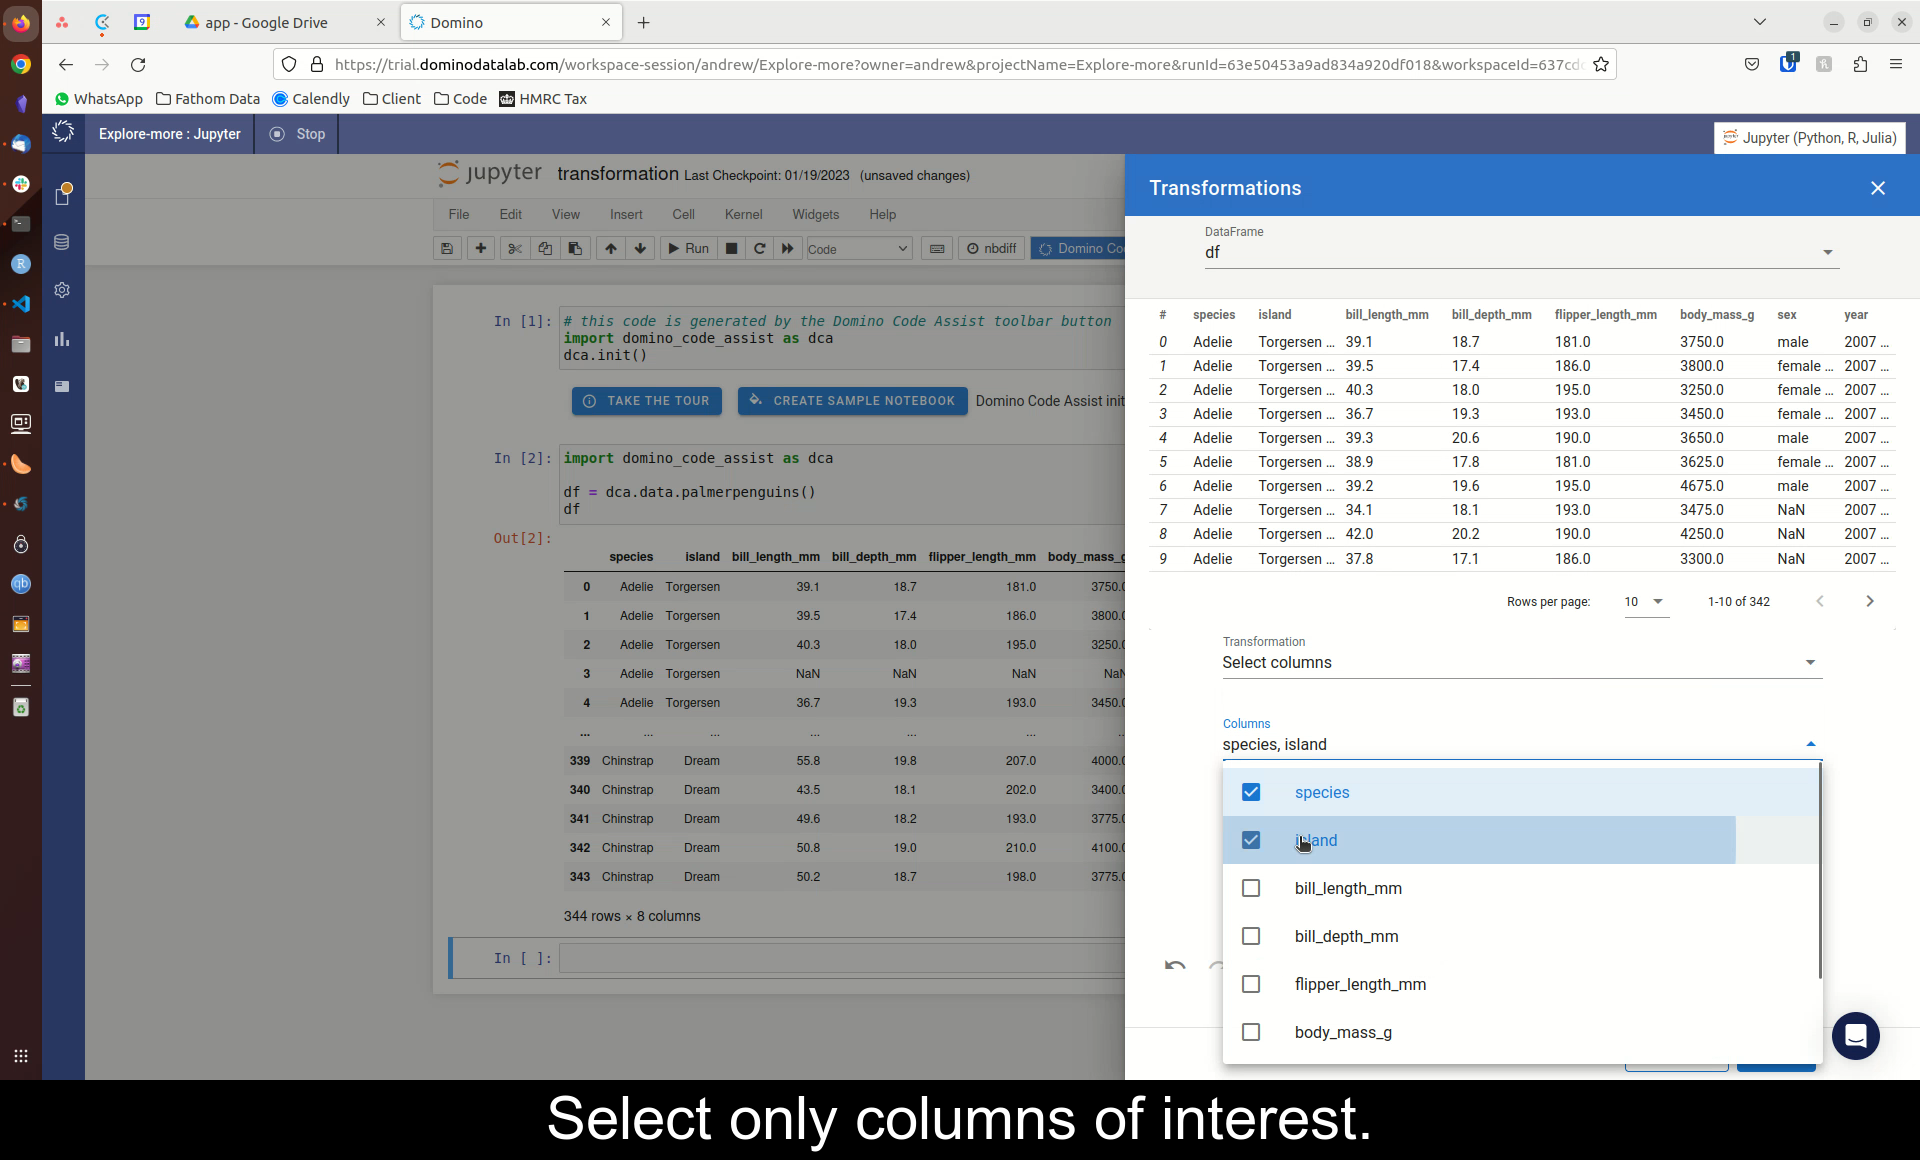 app - Google Drive
Domino
https://trial.dominodatalab.com/workspace-session/andrew/Explore-more?owner=andrew&projectName=Explore-more&runId=63e50453a9ad834a920df018&workspaceId=637cd
WhatsApp Fathom Data Calendly Client Code HMRC Tax
Explore-more : Jupyter Stop
Jupyter (Python, R, Julia)
jupyter transformation Last Checkpoint: 01/19/2023 (unsaved changes)
File Edit View Insert Cell Kernel Widgets Help
Run Code nbdiff Domino Co
In [1]: # this code is generated by the Domino Code Assist toolbar button
import domino_code_assist as dca
dca.init()
TAKE THE TOUR CREATE SAMPLE NOTEBOOK Domino Code Assist init
In [2]: import domino_code_assist as dca
df = dca.data.palmerpenguins()
df
Out[2]:
species island bill_length_mm bill_depth_mm flipper_length_mm body_mass_g
0 Adelie Torgersen 39.1 18.7 181.0 3750.0
1 Adelie Torgersen 39.5 17.4 186.0 3800.0
2 Adelie Torgersen 40.3 18.0 195.0 3250.0
3 Adelie Torgersen NaN NaN NaN NaN
4 Adelie Torgersen 36.7 19.3 193.0 3450.0
... ... ... ... ... ... ...
339 Chinstrap Dream 55.8 19.8 207.0 4000.0
340 Chinstrap Dream 43.5 18.1 202.0 3400.0
341 Chinstrap Dream 49.6 18.2 193.0 3775.0
342 Chinstrap Dream 50.8 19.0 210.0 4100.0
343 Chinstrap Dream 50.2 18.7 198.0 3775.0
344 rows × 8 columns
In [ ]:
Transformations
DataFrame
df
# species island bill_length_mm bill_depth_mm flipper_length_mm body_mass_g sex year
0 Adelie Torgersen ... 39.1 18.7 181.0 3750.0 male 2007 ...
1 Adelie Torgersen ... 39.5 17.4 186.0 3800.0 female ... 2007 ...
2 Adelie Torgersen ... 40.3 18.0 195.0 3250.0 female ... 2007 ...
3 Adelie Torgersen ... 36.7 19.3 193.0 3450.0 female ... 2007 ...
4 Adelie Torgersen ... 39.3 20.6 190.0 3650.0 male 2007 ...
5 Adelie Torgersen ... 38.9 17.8 181.0 3625.0 female ... 2007 ...
6 Adelie Torgersen ... 39.2 19.6 195.0 4675.0 male 2007 ...
7 Adelie Torgersen ... 34.1 18.1 193.0 3475.0 NaN 2007 ...
8 Adelie Torgersen ... 42.0 20.2 190.0 4250.0 NaN 2007 ...
9 Adelie Torgersen ... 37.8 17.1 186.0 3300.0 NaN 2007 ...
Rows per page: 10 1-10 of 342
Transformation
Select columns
Columns
species, island
species
island
bill_length_mm
bill_depth_mm
flipper_length_mm
body_mass_g
Select only columns of interest.